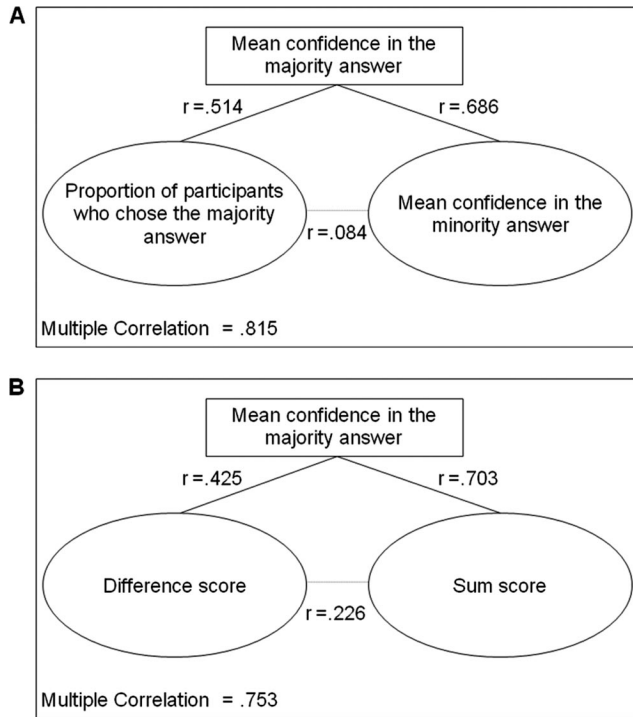 A
Mean confidence in the
majority answer
r =.514
r =.686
Proportion of participants
who chose the majority
answer
r =.084
Mean confidence in the
minority answer
Multiple Correlation = .815
B
Mean confidence in the
majority answer
r =.425
r =.703
Difference score
r =.226
Sum score
Multiple Correlation = .753